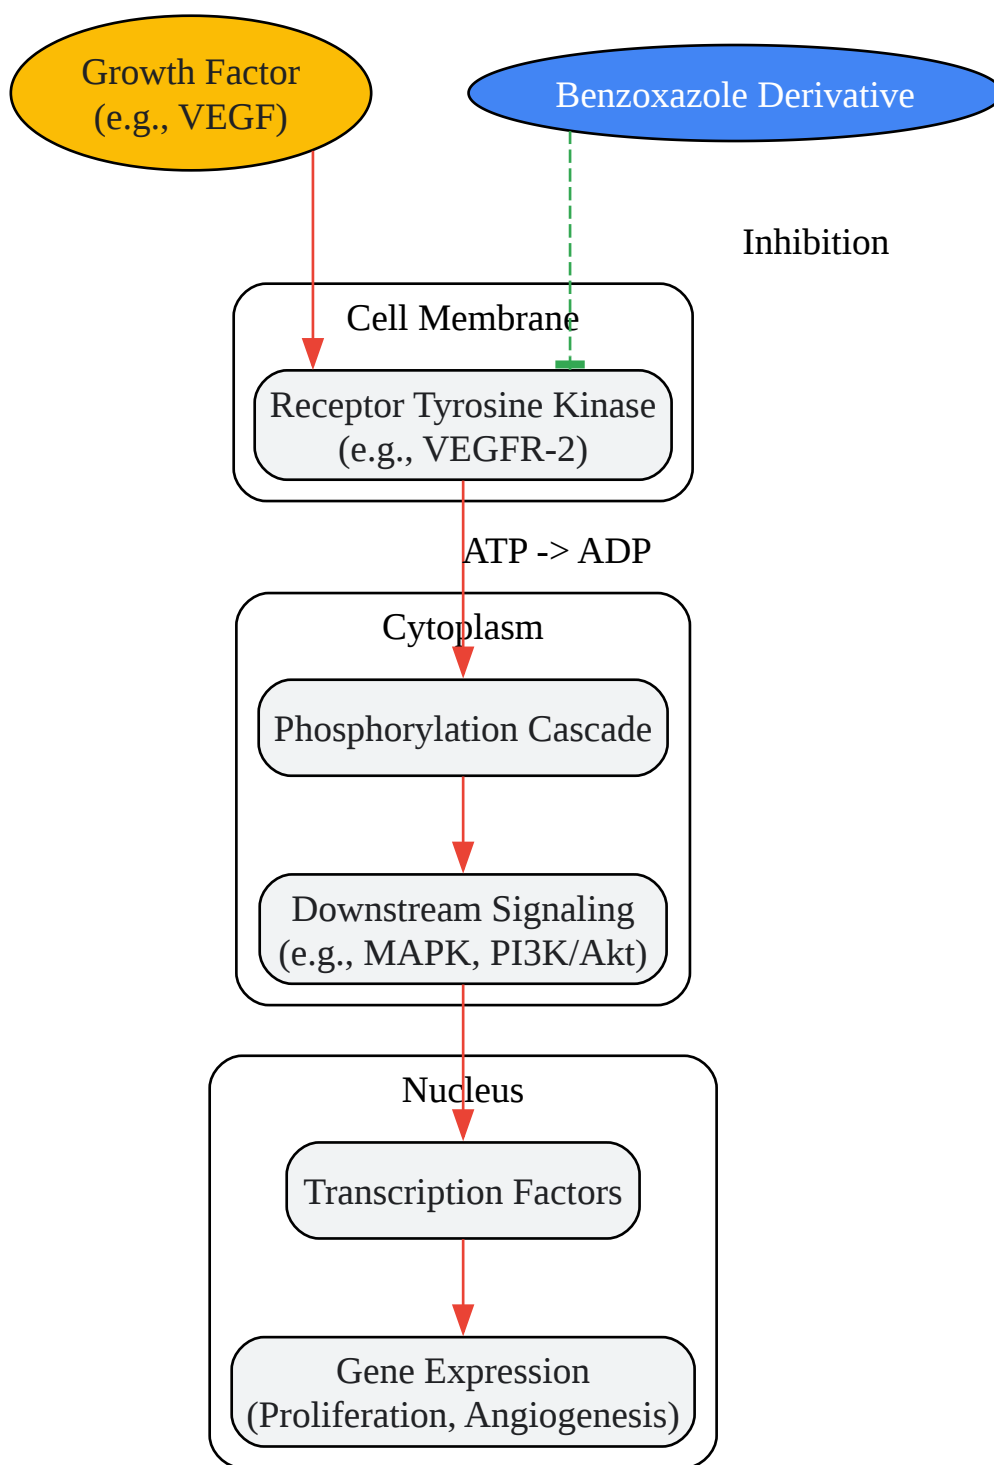 Growth Factor
(e.g., VEGF)
Benzoxazole Derivative
Inhibition
Cell Membrane
Receptor Tyrosine Kinase
(e.g., VEGFR-2)
ATP -> ADP
Cytoplasm
Phosphorylation Cascade
Downstream Signaling
(e.g., MAPK, PI3K/Akt)
Nucleus
Transcription Factors
Gene Expression
(Proliferation, Angiogenesis)